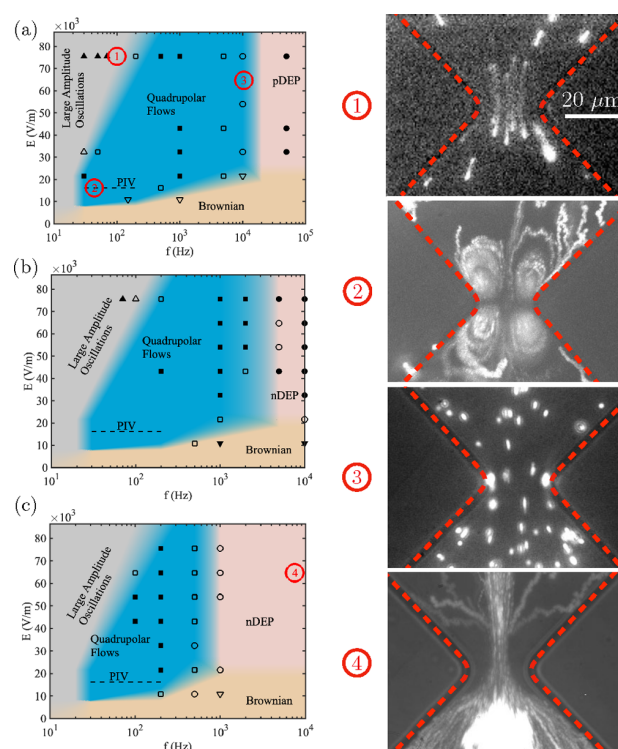 (a)
×10³
80
70
60
50
40
30
20
10
0
E (V/m)
Large Amplitude
Oscillations
1
Quadrupolar
Flows
3
pDEP
2
PIV
Brownian
10¹ 10² 10³ 10⁴ 10⁵
f (Hz)
(b)
×10³
80
70
60
50
40
30
20
10
0
E (V/m)
Large Amplitude
Oscillations
Quadrupolar
Flows
nDEP
PIV
Brownian
10¹ 10² 10³ 10⁴
f (Hz)
(c)
×10³
80
70
60
50
40
30
20
10
0
E (V/m)
Large Amplitude
Oscillations
4
Quadrupolar
Flows
nDEP
PIV
Brownian
10¹ 10² 10³ 10⁴
f (Hz)
1
20 μm
2
3
4